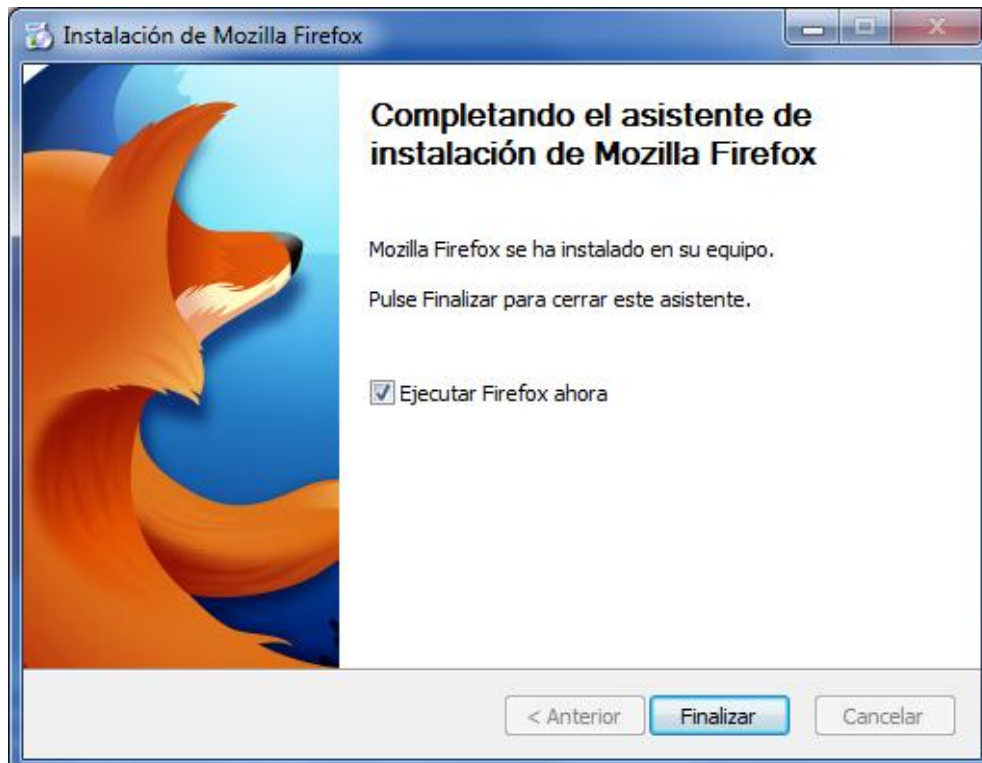 Instalación de Mozilla Firefox
Completando el asistente de
instalación de Mozilla Firefox
Mozilla Firefox se ha instalado en su equipo.
Pulse Finalizar para cerrar este asistente.
Ejecutar Firefox ahora
< Anterior
Finalizar
Cancelar